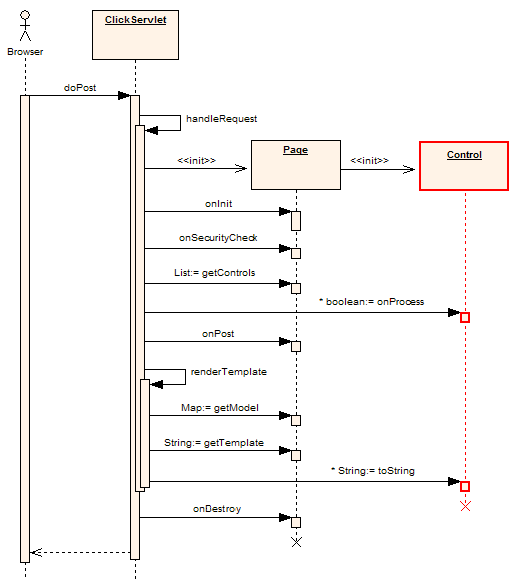 ClickServlet
Browser
doPost
handleRequest
Page
Control
<<init>>
<<init>>
onInit
onSecurityCheck
List:= getControls
* boolean:= onProcess
onPost
renderTemplate
Map:= getModel
String:= getTemplate
* String:= toString
onDestroy